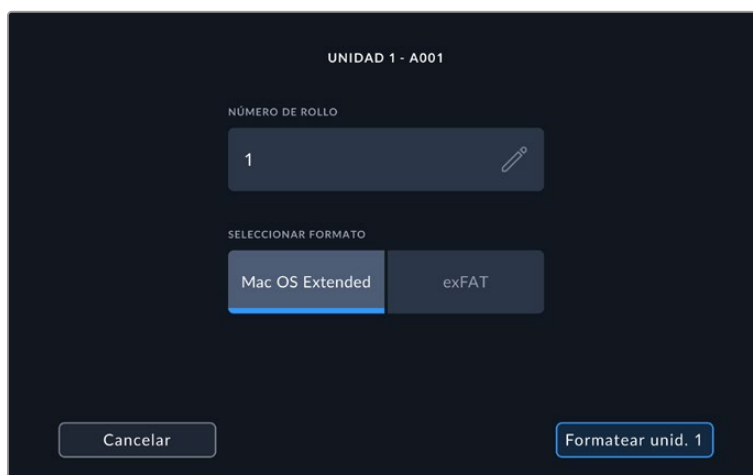 UNIDAD 1 - A001
NÚMERO DE ROLLO
1
SELECCIONAR FORMATO
Mac OS Extended
exFAT
Cancelar
Formatear unid. 1